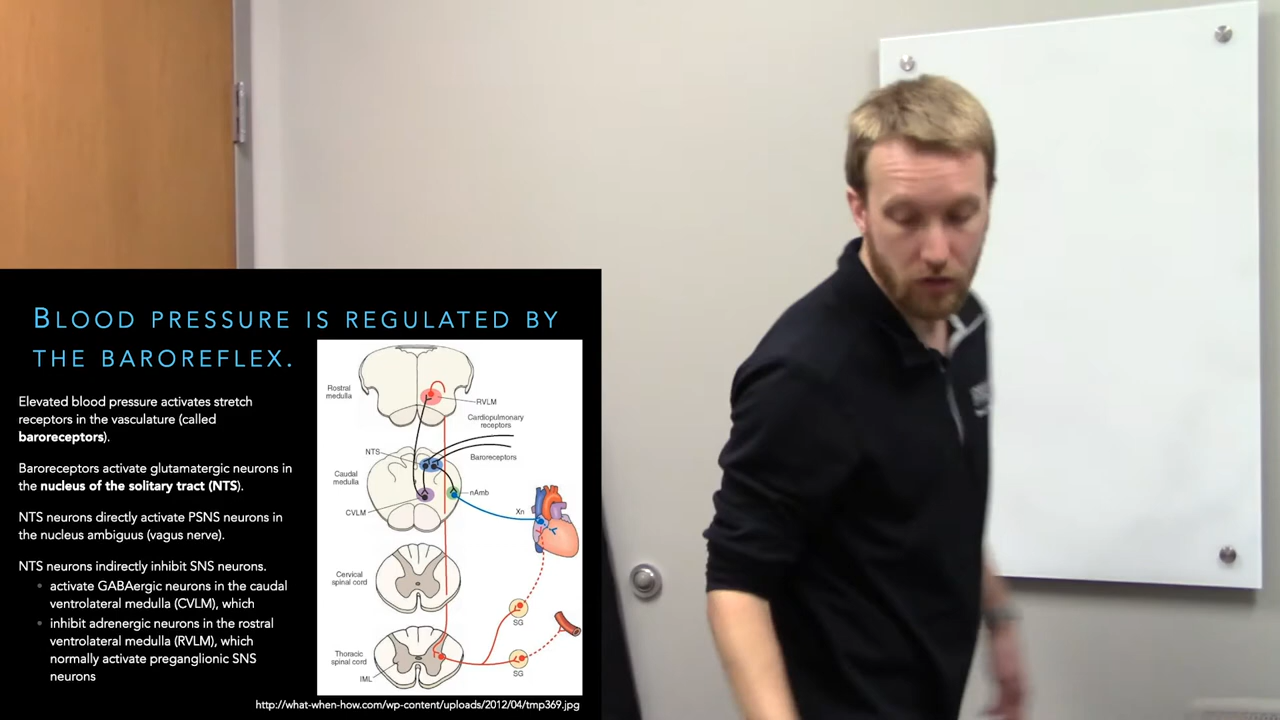 BLOOD PRESSURE IS REGULATED BY
THE BAROREFLEX.
Elevated blood pressure activates stretch
receptors in the vasculature (called
baroreceptors).
Baroreceptors activate glutamatergic neurons in
the nucleus of the solitary tract (NTS).
NTS neurons directly activate PSNS neurons in
the nucleus ambiguus (vagus nerve).
NTS neurons indirectly inhibit SNS neurons.
• activate GABAergic neurons in the caudal
ventrolateral medulla (CVLM), which
• inhibit adrenergic neurons in the rostral
ventrolateral medulla (RVLM), which
normally activate preganglionic SNS
neurons
Rostral
medulla
RVLM
Cardiopulmonary
receptors
NTS
Baroreceptors
Caudal
medulla
nAmb
CVLM
Xn
Cervical
spinal cord
SG
Thoracic
spinal cord
SG
IML
http://what-when-how.com/wp-content/uploads/2012/04/tmp369.jpg